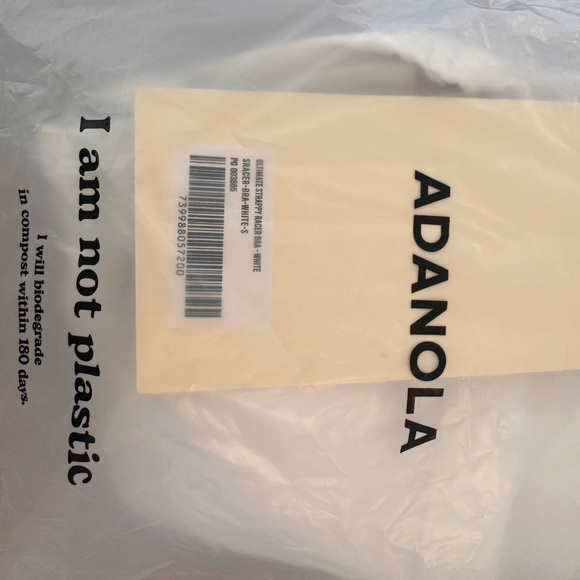 ADANOLA
ULTIMATE STRAPPY RACER BRA - WHITE
SRACER-BRA-WHITE-S
PO 003865
739988057200
I am not plastic
I will biodegrade
in compost within 180 days.